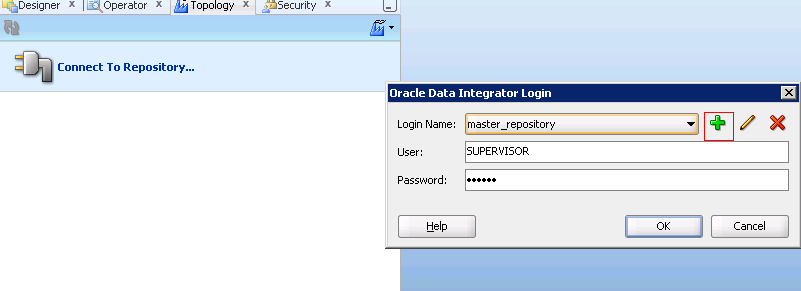 Designer x Operator x Topology x Security x
Connect To Repository...
Oracle Data Integrator Login
Login Name: master_repository
User: SUPERVISOR
Password: ••••••
Help OK Cancel